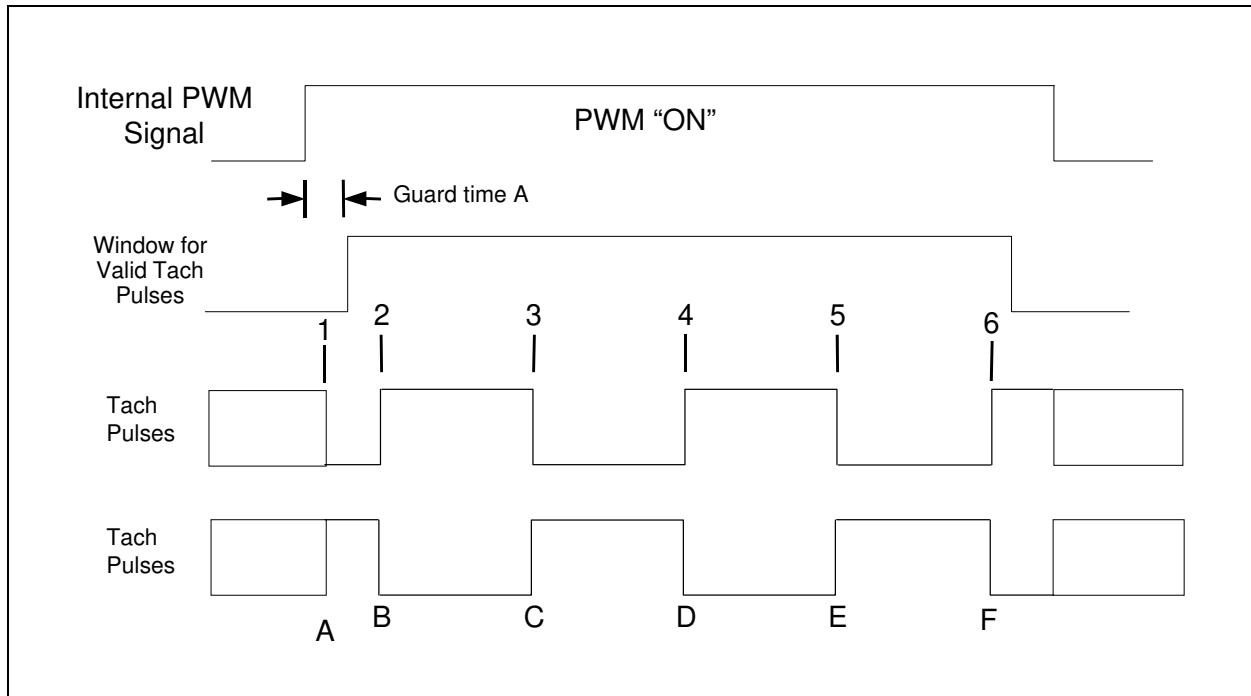 Internal PWM
Signal
PWM “ON”
Guard time A
Window for
Valid Tach
Pulses
1
2
3
4
5
6
Tach
Pulses
Tach
Pulses
A
B
C
D
E
F